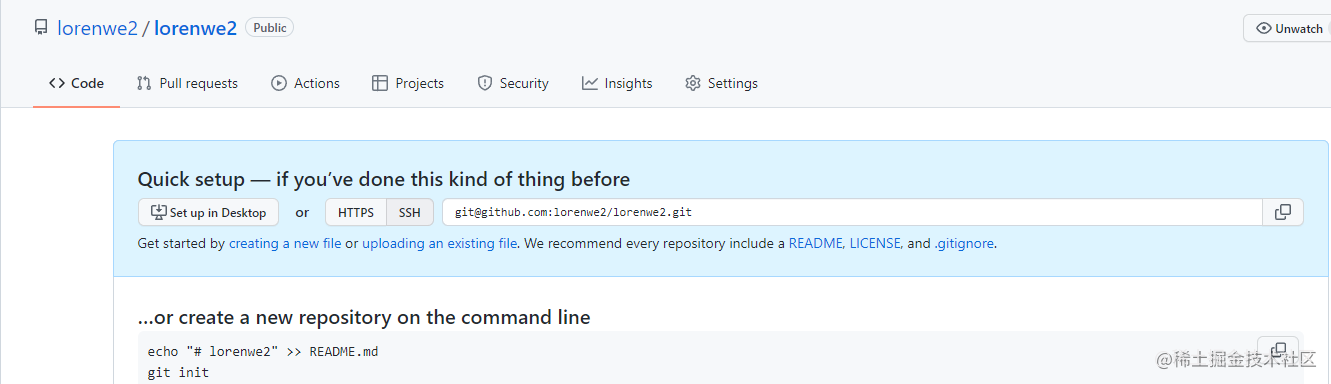 lorenwe2 / lorenwe2 Public Unwatch
Code Pull requests Actions Projects Security Insights Settings
Quick setup — if you’ve done this kind of thing before
Set up in Desktop or HTTPS SSH git@github.com:lorenwe2/lorenwe2.git
Get started by creating a new file or uploading an existing file. We recommend every repository include a README, LICENSE, and .gitignore.
…or create a new repository on the command line
echo "# lorenwe2" >> README.md
git init
@稀土掘金技术社区